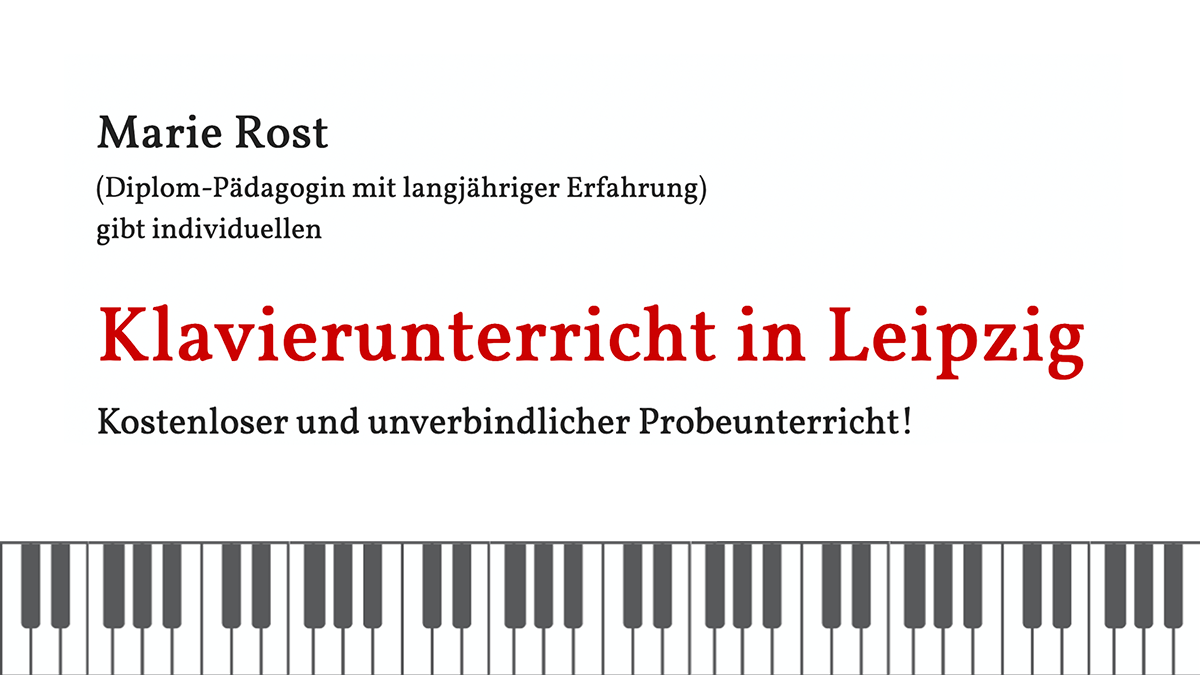 Marie Rost
(Diplom-Pädagogin mit langjähriger Erfahrung)
gibt individuellen
Klavierunterricht in Leipzig
Kostenloser und unverbindlicher Probeunterricht!